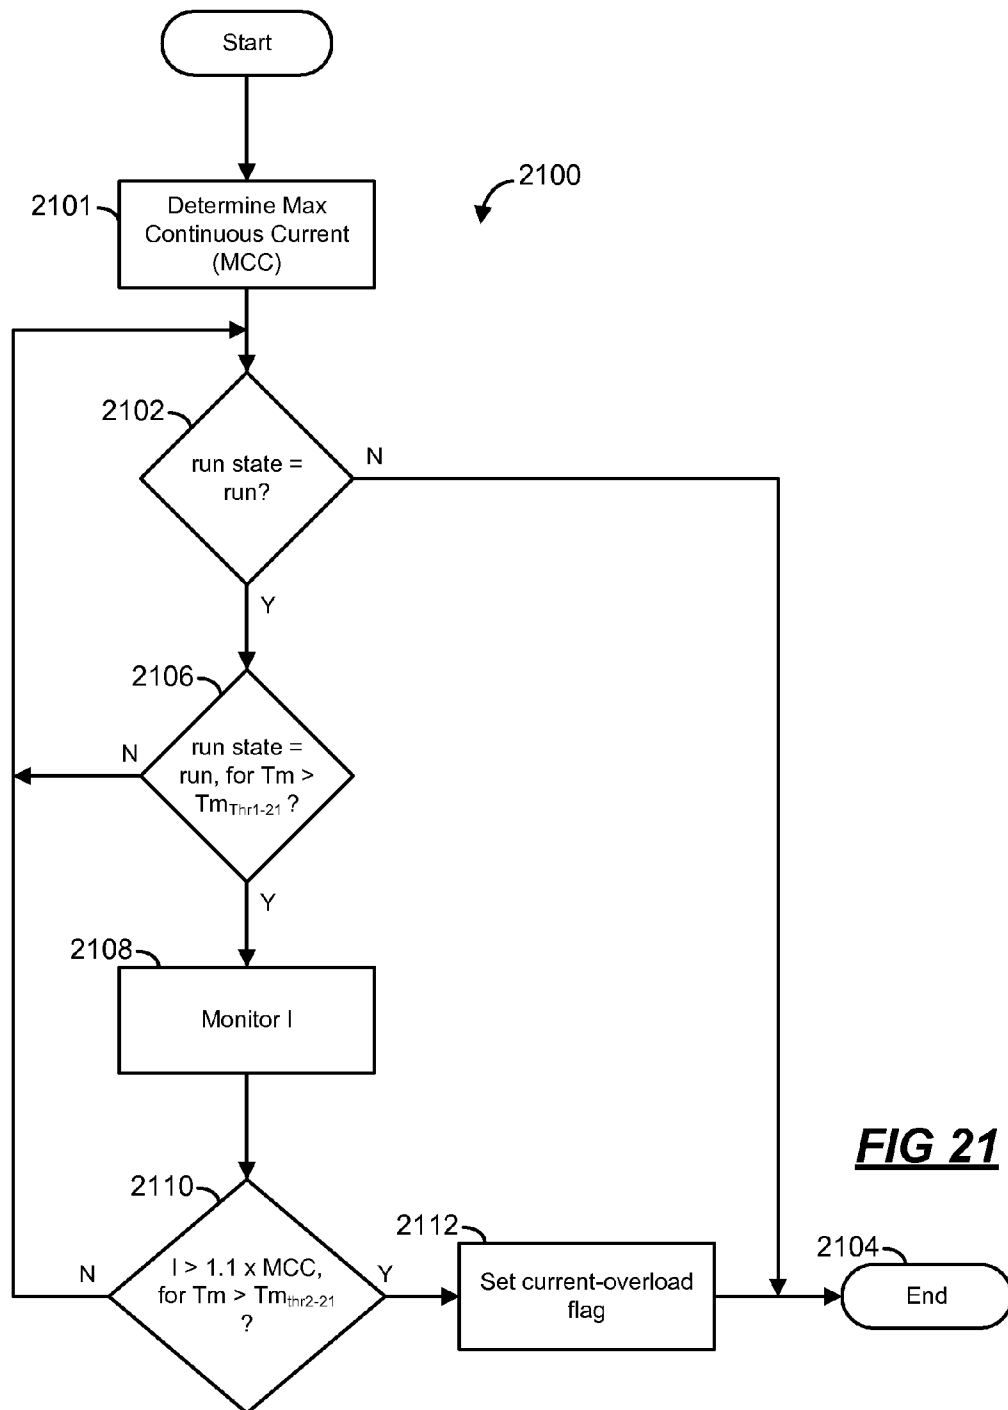 Start
2100
2101
Determine Max
Continuous Current
(MCC)
2102
run state =
run?
N
Y
2106
run state =
run, for Tm >
TmThr1-21 ?
N
Y
2108
Monitor I
2110
I > 1.1 x MCC,
for Tm > Tmthr2-21
?
N
Y
2112
Set current-overload
flag
2104
End
FIG 21